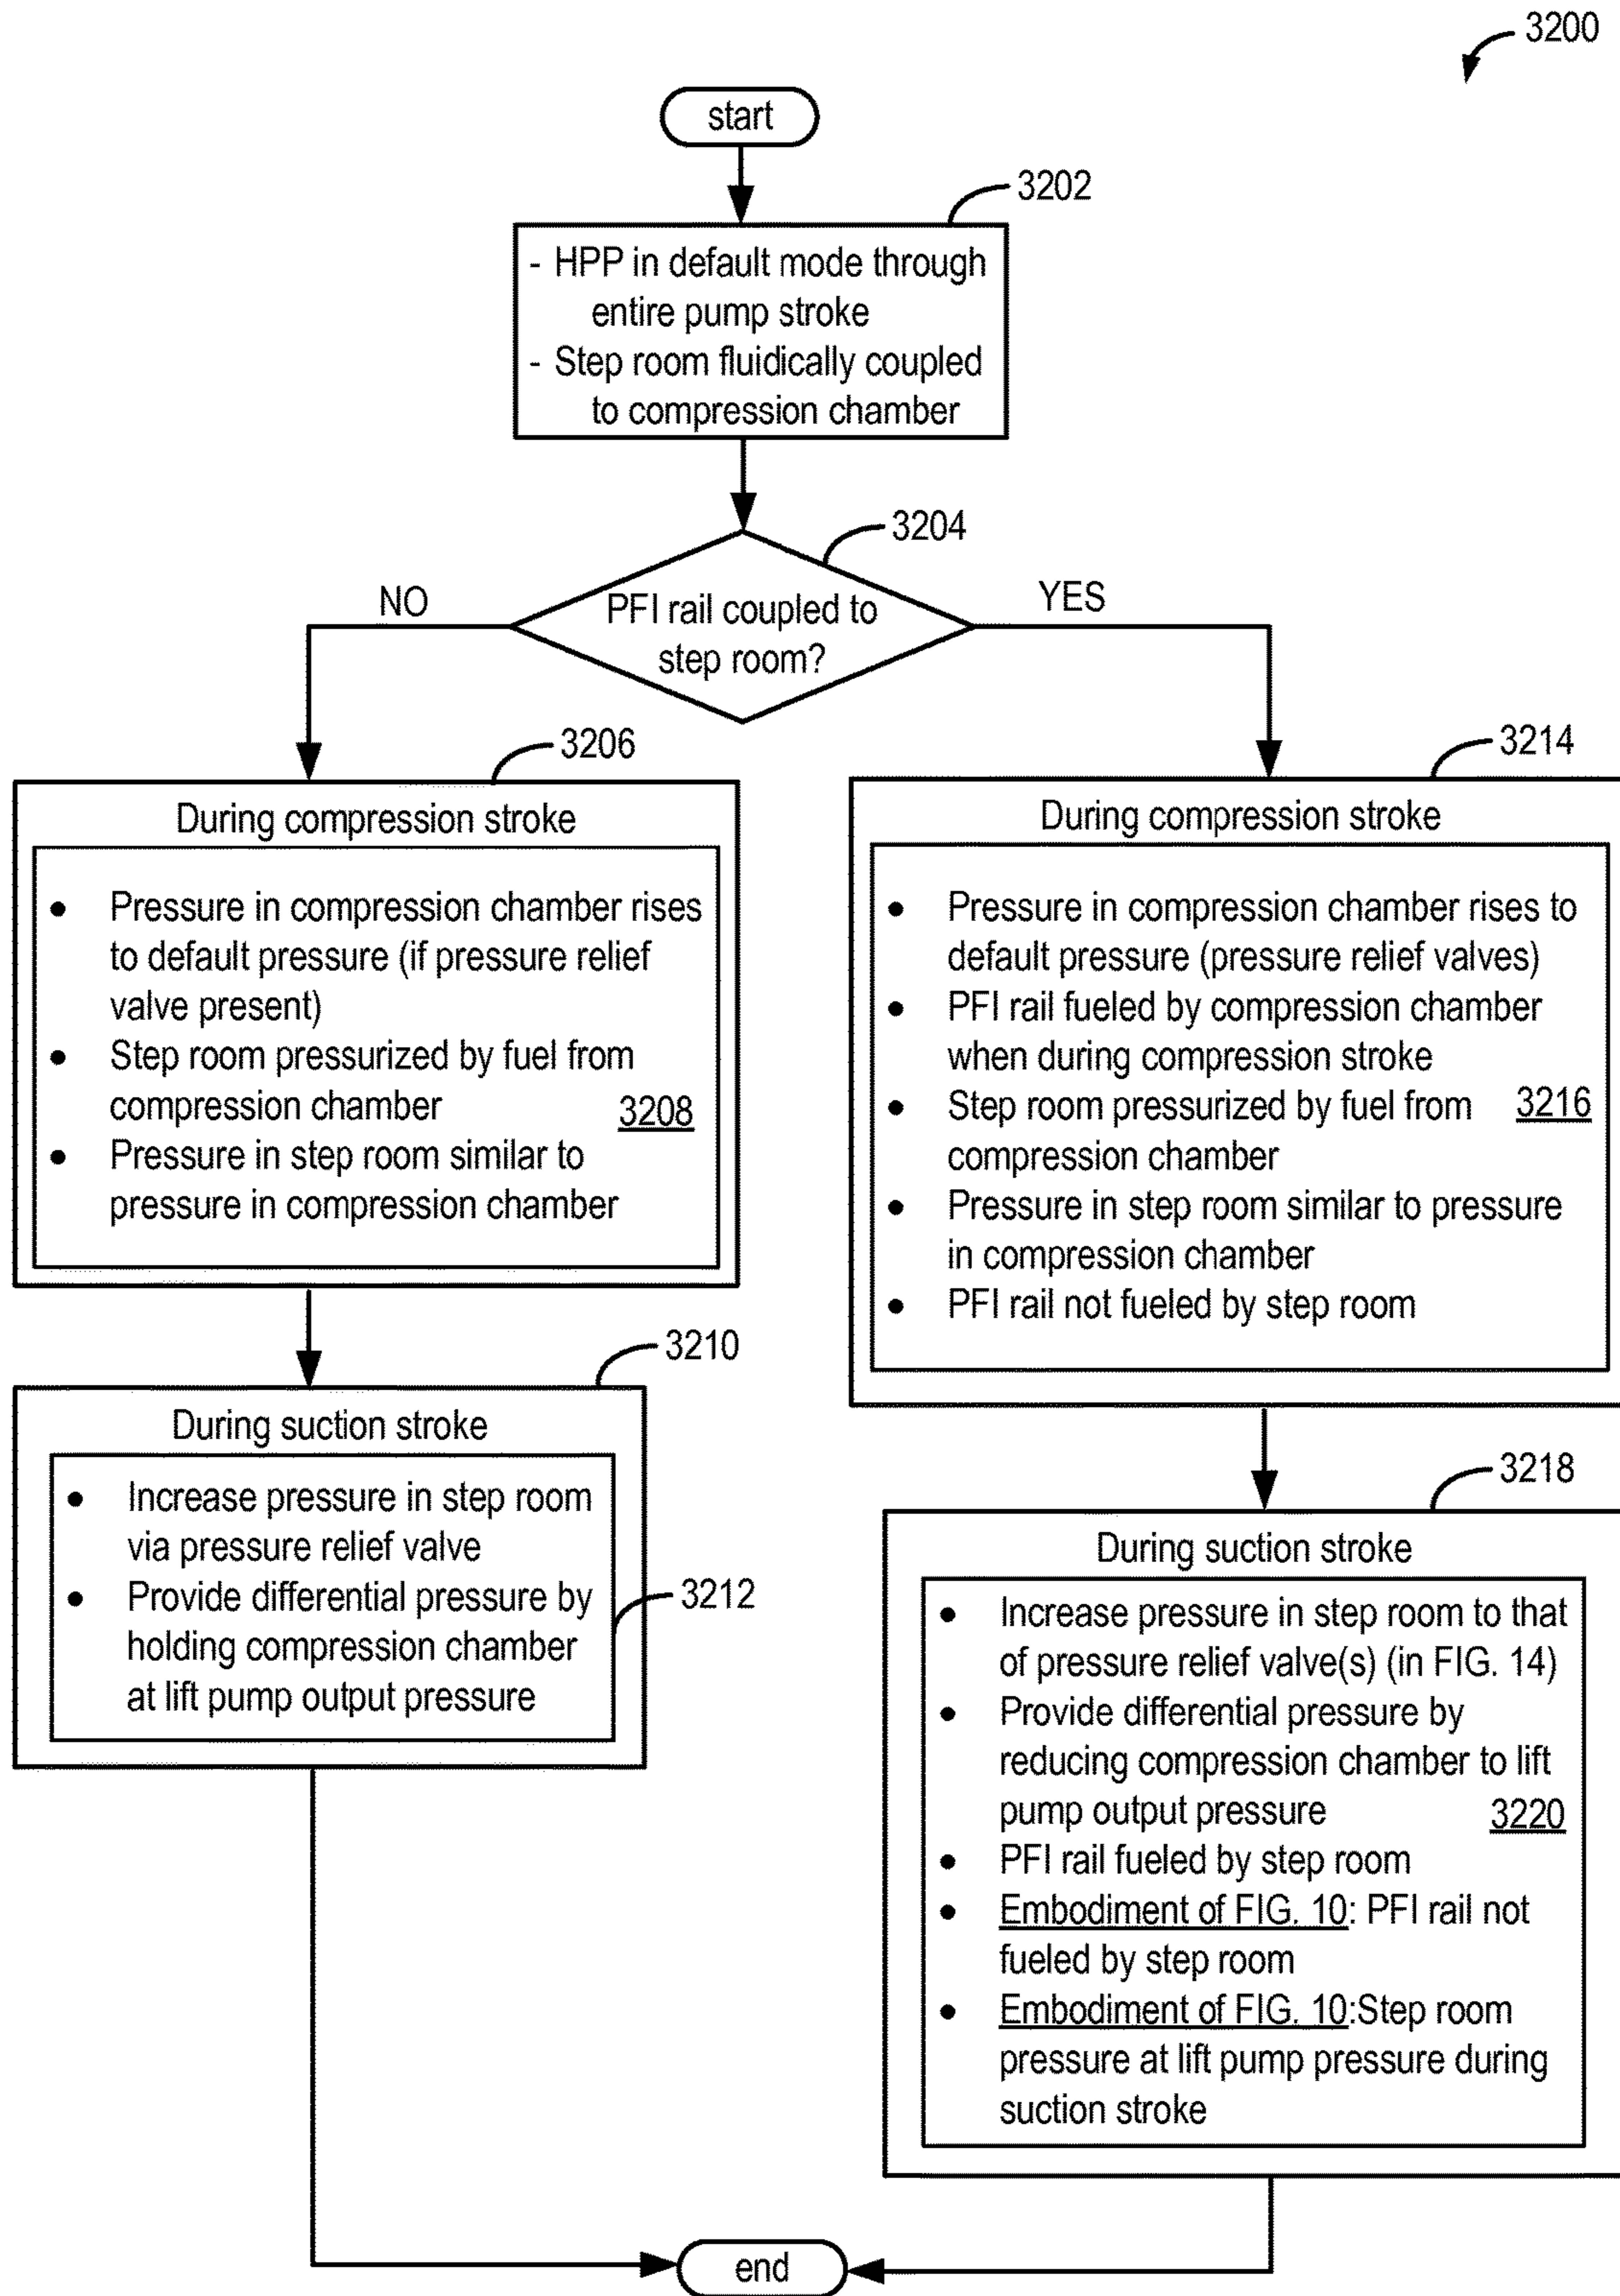 3200
start
3202
- HPP in default mode through
entire pump stroke
- Step room fluidically coupled
to compression chamber
3204
PFI rail coupled to
step room?
NO
YES
3206
During compression stroke
• Pressure in compression chamber rises
to default pressure (if pressure relief
valve present)
• Step room pressurized by fuel from
compression chamber
3208
• Pressure in step room similar to
pressure in compression chamber
3210
During suction stroke
• Increase pressure in step room
via pressure relief valve
• Provide differential pressure by
holding compression chamber
at lift pump output pressure
3212
3214
During compression stroke
• Pressure in compression chamber rises to
default pressure (pressure relief valves)
• PFI rail fueled by compression chamber
when during compression stroke
• Step room pressurized by fuel from
3216
compression chamber
• Pressure in step room similar to pressure
in compression chamber
• PFI rail not fueled by step room
3218
During suction stroke
• Increase pressure in step room to that
of pressure relief valve(s) (in FIG. 14)
• Provide differential pressure by
reducing compression chamber to lift
pump output pressure
3220
• PFI rail fueled by step room
• Embodiment of FIG. 10: PFI rail not
fueled by step room
• Embodiment of FIG. 10:Step room
pressure at lift pump pressure during
suction stroke
end